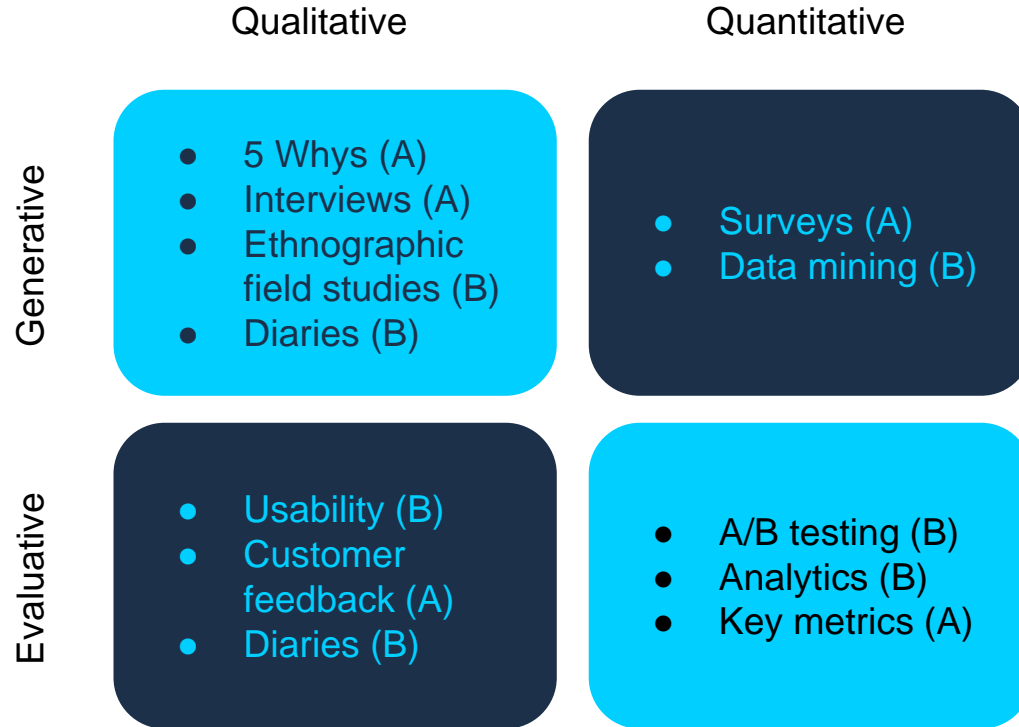 Qualitative
Quantitative
Generative
● 5 Whys (A)
● Interviews (A)
● Ethnographic
field studies (B)
● Diaries (B)
● Surveys (A)
● Data mining (B)
Evaluative
● Usability (B)
● Customer
feedback (A)
● Diaries (B)
● A/B testing (B)
● Analytics (B)
● Key metrics (A)